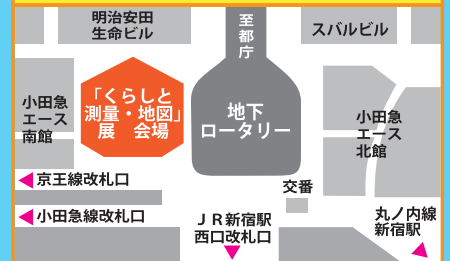 明治安田
生命ビル
至都庁
スバルビル
「くらしと
測量・地図」
展　会場
地下
ロータリー
小田急
エース
南館
小田急
エース
北館
京王線改札口
交番
小田急線改札口
ＪＲ新宿駅
西口改札口
丸ノ内線
新宿駅